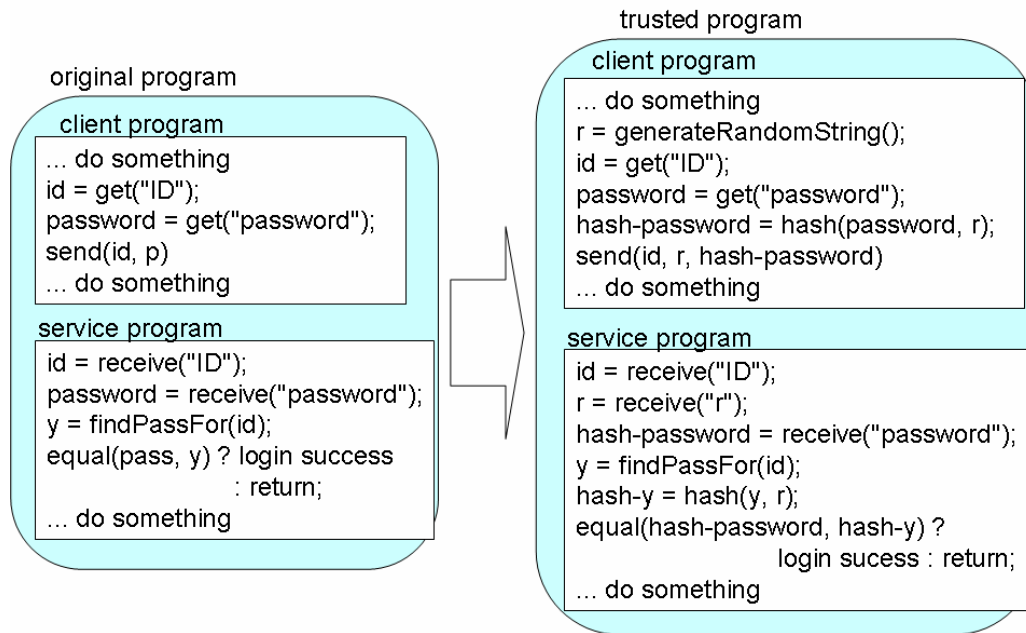 original program
client program
... do something
id = get("ID");
password = get("password");
send(id, p)
... do something
service program
id = receive("ID");
password = receive("password");
y = findPassFor(id);
equal(pass, y) ? login success
: return;
... do something
trusted program
client program
... do something
r = generateRandomString();
id = get("ID");
password = get("password");
hash-password = hash(password, r);
send(id, r, hash-password)
... do something
service program
id = receive("ID");
r = receive("r");
hash-password = receive("password");
y = findPassFor(id);
hash-y = hash(y, r);
equal(hash-password, hash-y) ?
login sucess : return;
... do something